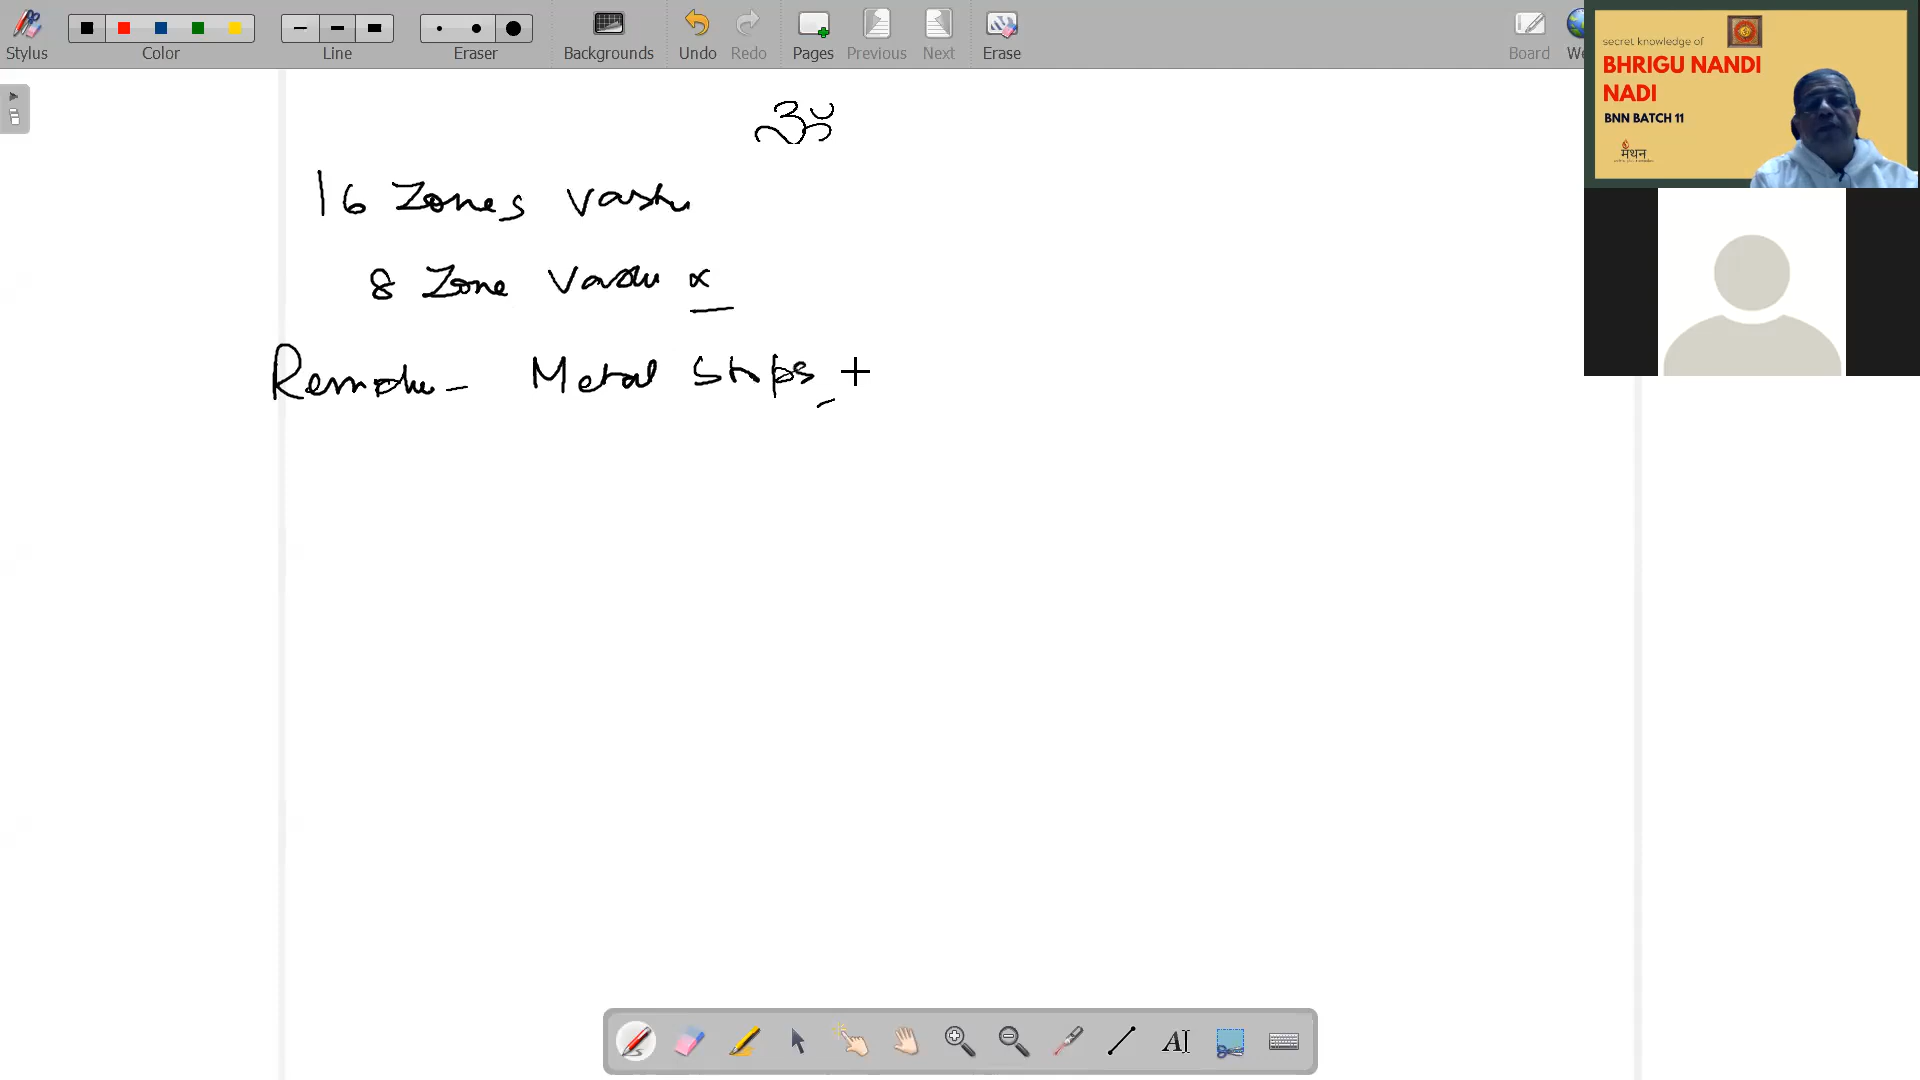 Stylus
Color
Line
Eraser
Backgrounds
Undo
Redo
Pages
Previous
Next
Erase
Board
We
secret knowledge of
BHRIGU NANDI
NADI
BNN BATCH 11
मंथन
ॐ
16 Zones Vastu
8 Zone Vastu x
Metal Strips